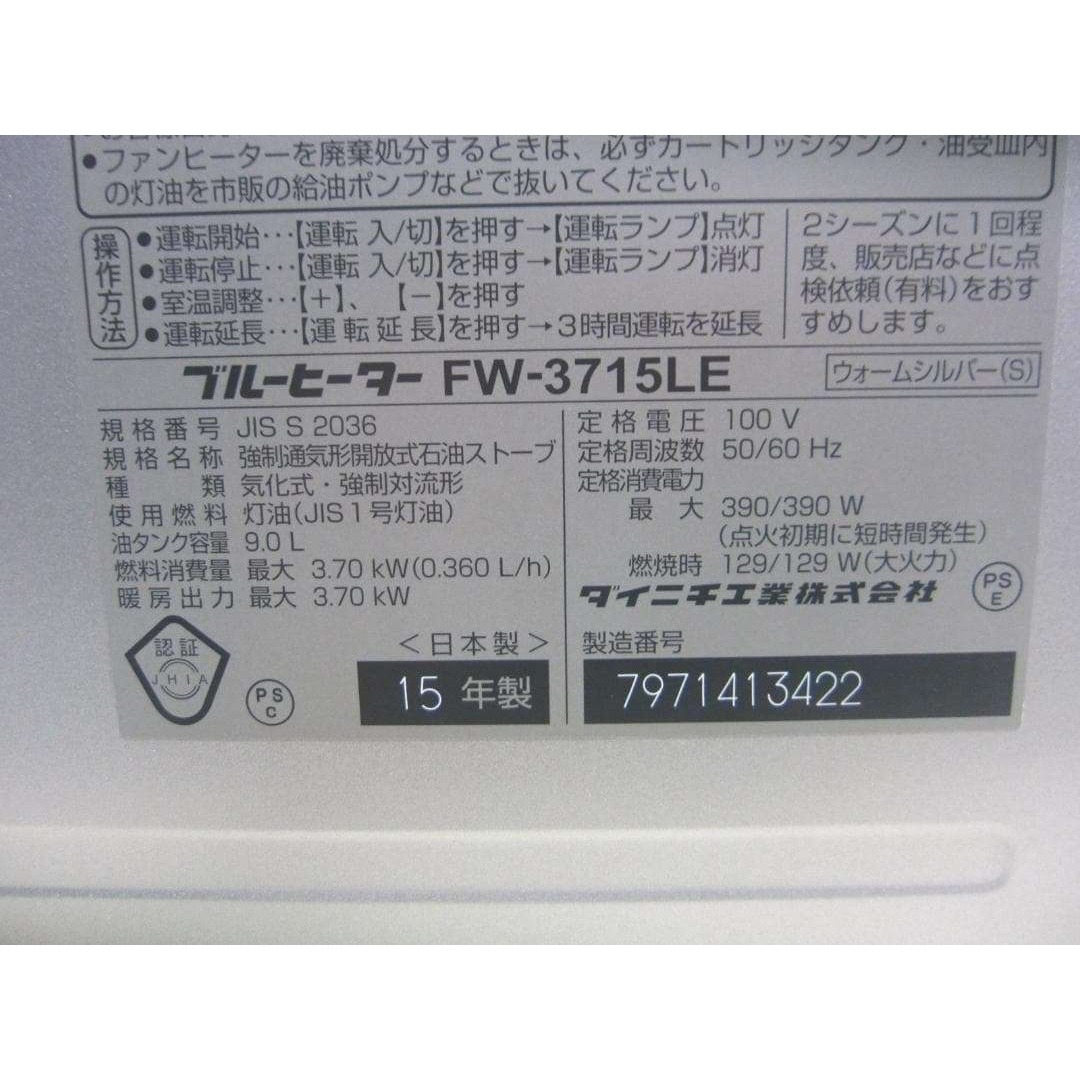 •ファンヒーターを廃棄処分するときは、必ずカートリッジタンク・油受皿内
の灯油を市販の給油ポンプなどで抜いてください。
操作方法
•運転開始…【運転 入/切】を押す→【運転ランプ】点灯
•運転停止…【運転 入/切】を押す→【運転ランプ】消灯
•室温調整…【+】、【−】を押す
•運転延長…【運転延長】を押す→3時間運転を延長
2シーズンに1回程
度、販売店などに点
検依頼(有料)をおす
すめします。
ブルーヒーター FW-3715LE
ウォームシルバー(S)
規格番号 JIS S 2036
規格名称 強制通気形開放式石油ストーブ
種類 気化式・強制対流形
使用燃料 灯油(JIS1号灯油)
油タンク容量 9.0 L
燃料消費量 最大 3.70 kW(0.360 L/h)
暖房出力 最大 3.70 kW
認証
JHIA
PS
C
<日本製>
15 年製
定格電圧 100 V
定格周波数 50/60 Hz
定格消費電力
最大 390/390 W
(点火初期に短時間発生)
燃焼時 129/129 W(大火力)
ダイニチ工業株式会社
PS
E
製造番号
7971413422